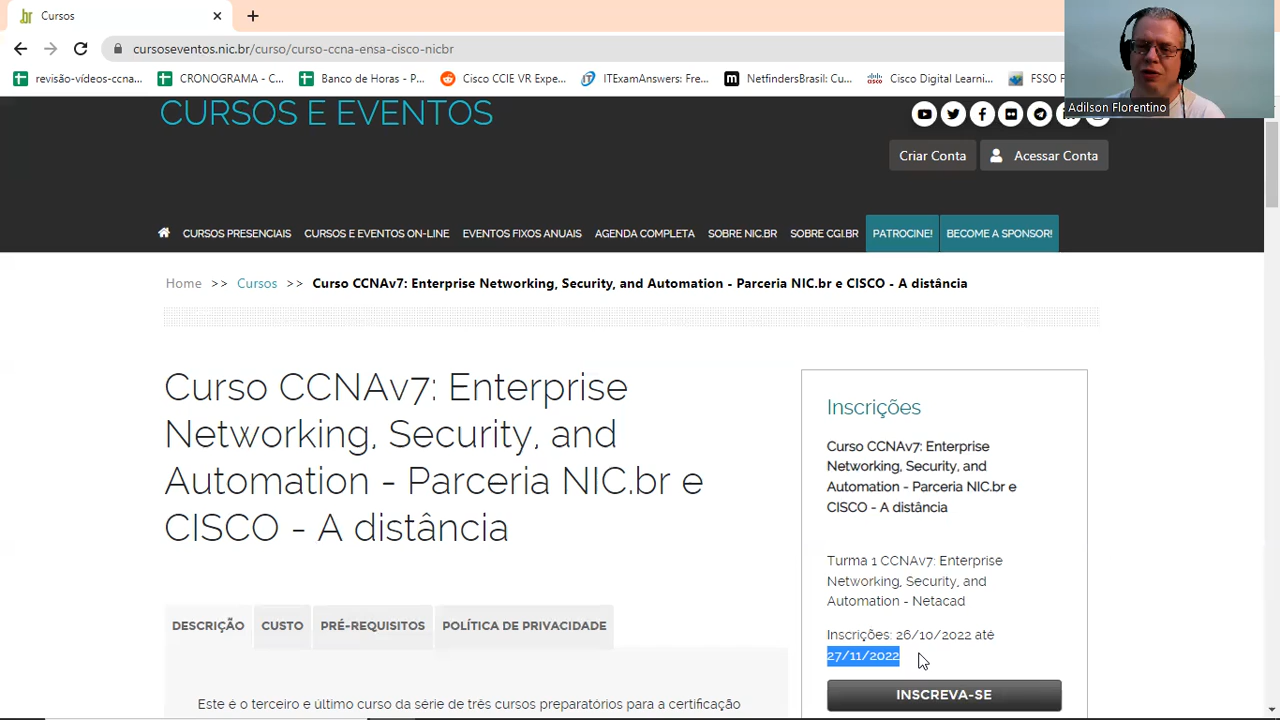 .br Cursos
cursoseventos.nic.br/curso/curso-ccna-ensa-cisco-nicbr
revisão-vídeos-ccna... CRONOGRAMA - C... Banco de Horas - P... Cisco CCIE VR Expe... ITExamAnswers: Fre... NetfindersBrasil: Cu... Cisco Digital Learni... FSSO F
Adilson Florentino
CURSOS E EVENTOS
Criar Conta Acessar Conta
CURSOS PRESENCIAIS CURSOS E EVENTOS ON-LINE EVENTOS FIXOS ANUAIS AGENDA COMPLETA SOBRE NIC.BR SOBRE CGI.BR PATROCINE! BECOME A SPONSOR!
Home >> Cursos >> Curso CCNAv7: Enterprise Networking, Security, and Automation - Parceria NIC.br e CISCO - A distância
Curso CCNAv7: Enterprise
Networking, Security, and
Automation - Parceria NIC.br e
CISCO - A distância
DESCRIÇÃO CUSTO PRÉ-REQUISITOS POLÍTICA DE PRIVACIDADE
Este é o terceiro e último curso da série de três cursos preparatórios para a certificação
Inscrições
Curso CCNAv7: Enterprise
Networking, Security, and
Automation - Parceria NIC.br e
CISCO - A distância
Turma 1 CCNAv7: Enterprise
Networking, Security, and
Automation - Netacad
Inscrições: 26/10/2022 até
27/11/2022
INSCREVA-SE